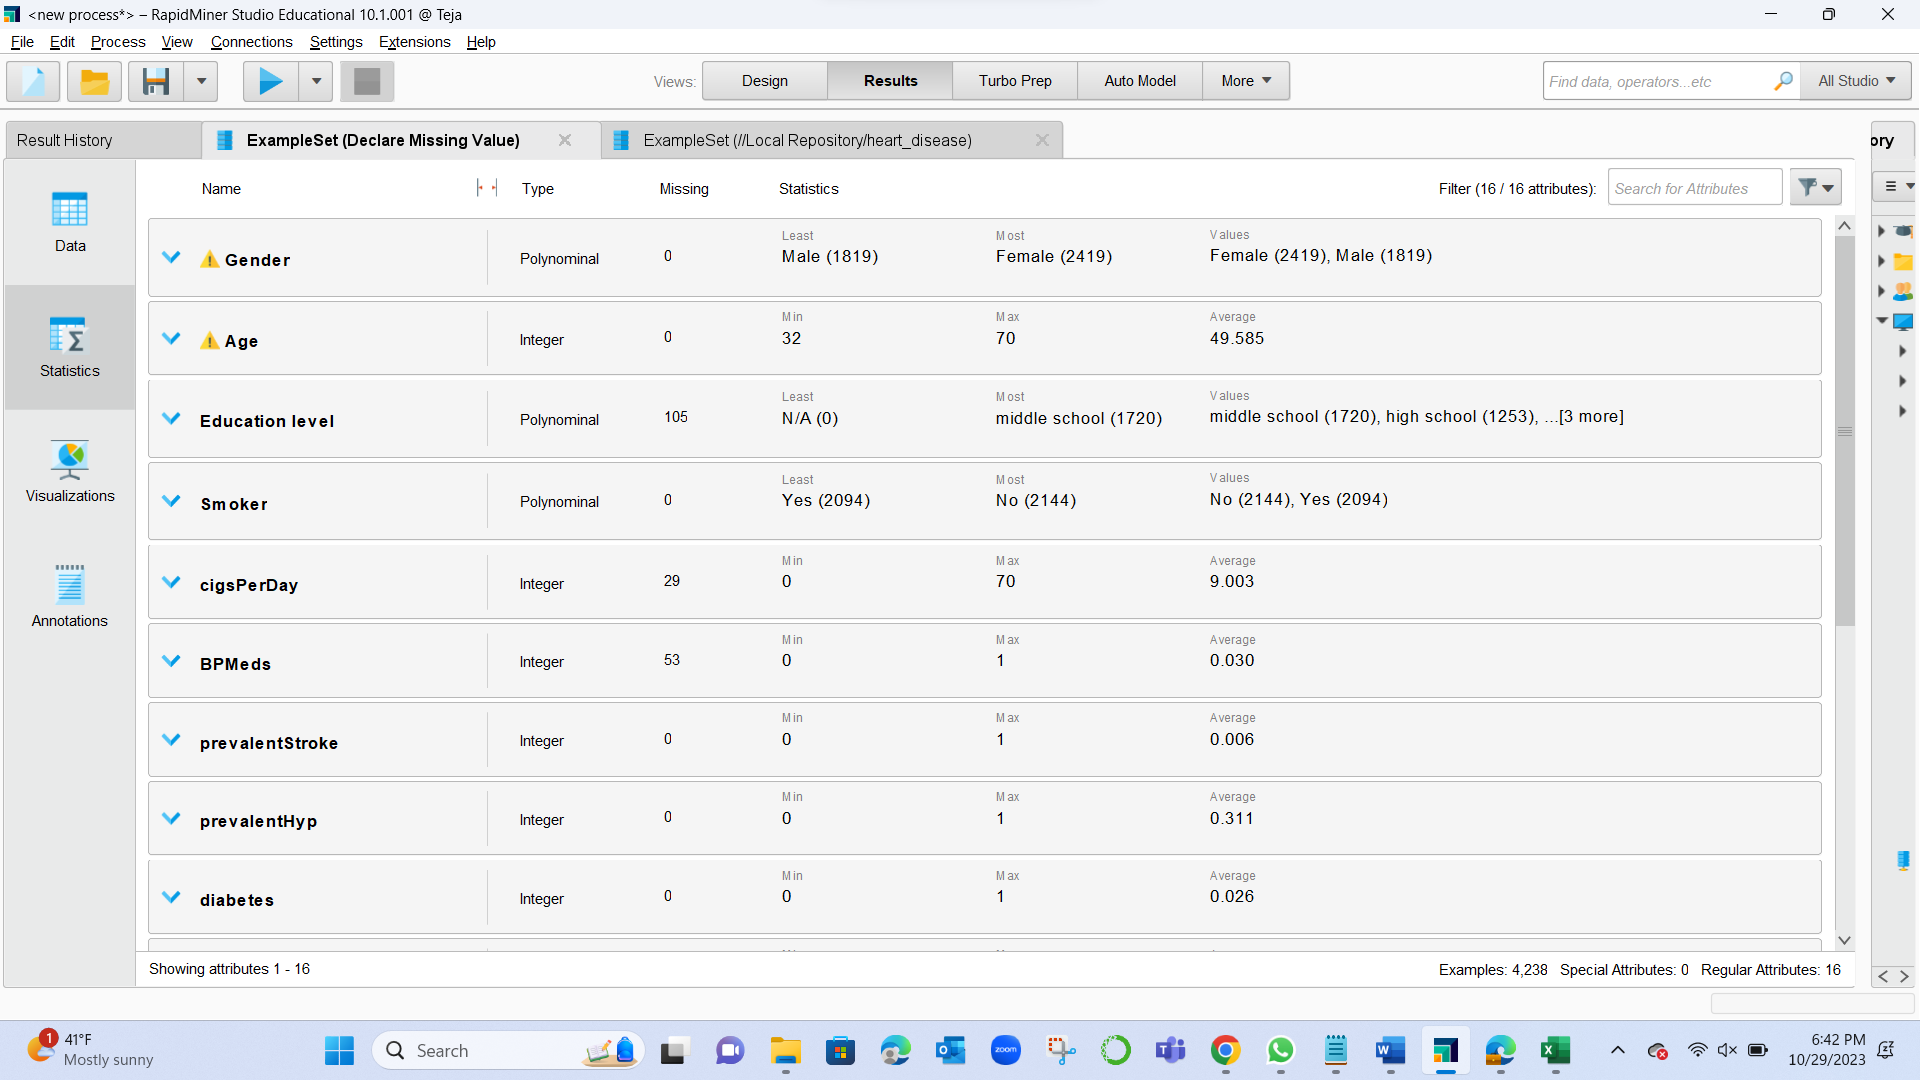 <new process*> – RapidMiner Studio Educational 10.1.001 @ Teja
File Edit Process View Connections Settings Extensions Help
Views: Design Results Turbo Prep Auto Model More
Find data, operators...etc All Studio
Result History ExampleSet (Declare Missing Value) ExampleSet (//Local Repository/heart_disease) ory
Name Type Missing Statistics Filter (16 / 16 attributes): Search for Attributes
Data
Statistics
Visualizations
Annotations
Least Most Values
Gender Polynominal 0 Male (1819) Female (2419) Female (2419), Male (1819)
Min Max Average
Age Integer 0 32 70 49.585
Least Most Values
Education level Polynominal 105 N/A (0) middle school (1720) middle school (1720), high school (1253), ...[3 more]
Least Most Values
Smoker Polynominal 0 Yes (2094) No (2144) No (2144), Yes (2094)
Min Max Average
cigsPerDay Integer 29 0 70 9.003
Min Max Average
BPMeds Integer 53 0 1 0.030
Min Max Average
prevalentStroke Integer 0 0 1 0.006
Min Max Average
prevalentHyp Integer 0 0 1 0.311
Min Max Average
diabetes Integer 0 0 1 0.026
Showing attributes 1 - 16 Examples: 4,238 Special Attributes: 0 Regular Attributes: 16
1 41°F
Mostly sunny
Search
zoom
6:42 PM
10/29/2023